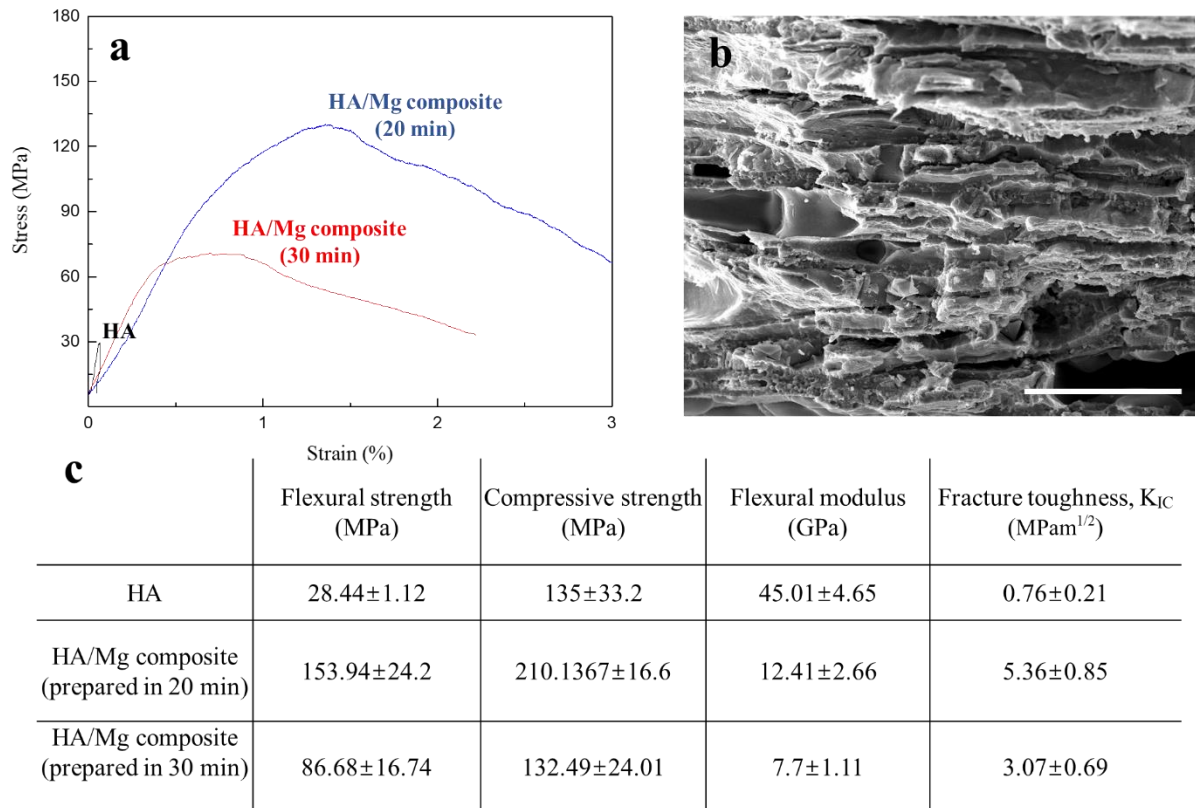 a
180
150
120
90
60
30
0
Stress (MPa)
HA/Mg composite
(20 min)
HA/Mg composite
(30 min)
HA
0
1
2
3
Strain (%)
b
c
Flexural strength
(MPa)
Compressive strength
(MPa)
Flexural modulus
(GPa)
Fracture toughness, K_IC
(MPam^1/2)
HA
28.44±1.12
135±33.2
45.01±4.65
0.76±0.21
HA/Mg composite
(prepared in 20 min)
153.94±24.2
210.1367±16.6
12.41±2.66
5.36±0.85
HA/Mg composite
(prepared in 30 min)
86.68±16.74
132.49±24.01
7.7±1.11
3.07±0.69